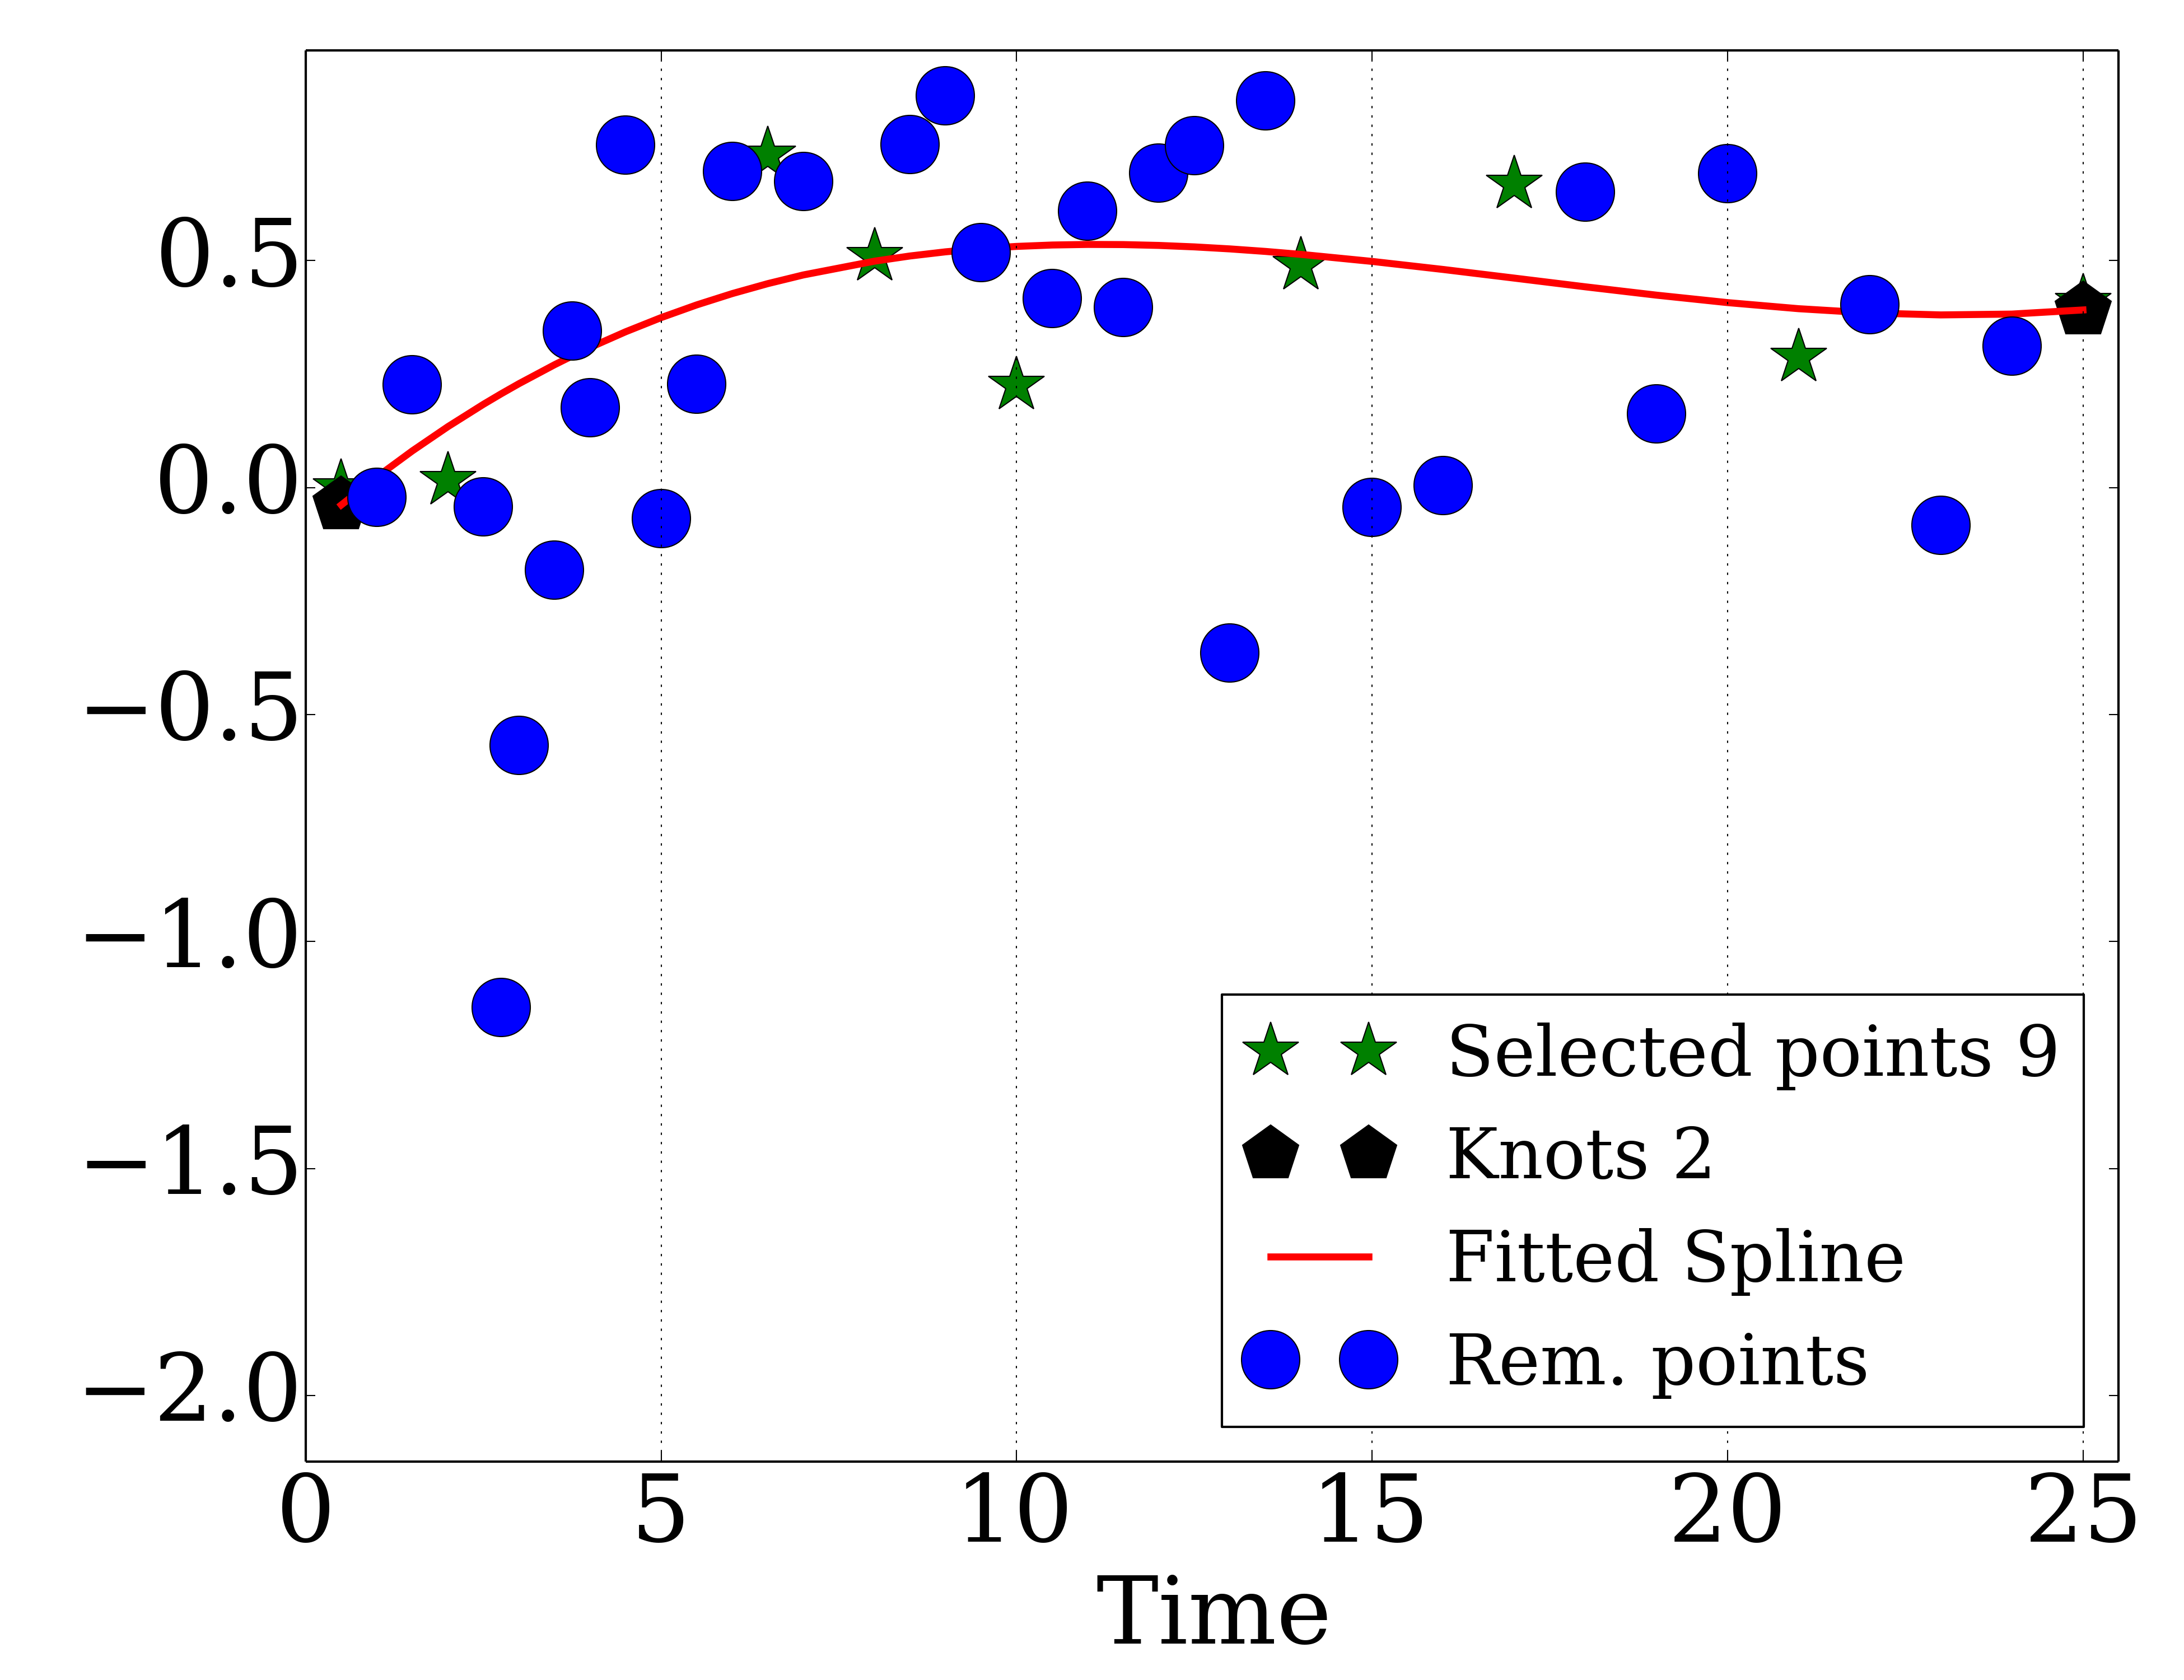 0.5
0.0
−0.5
−1.0
−1.5
−2.0
0 5 10 15 20 25
Time
Selected points 9
Knots 2
Fitted Spline
Rem. points